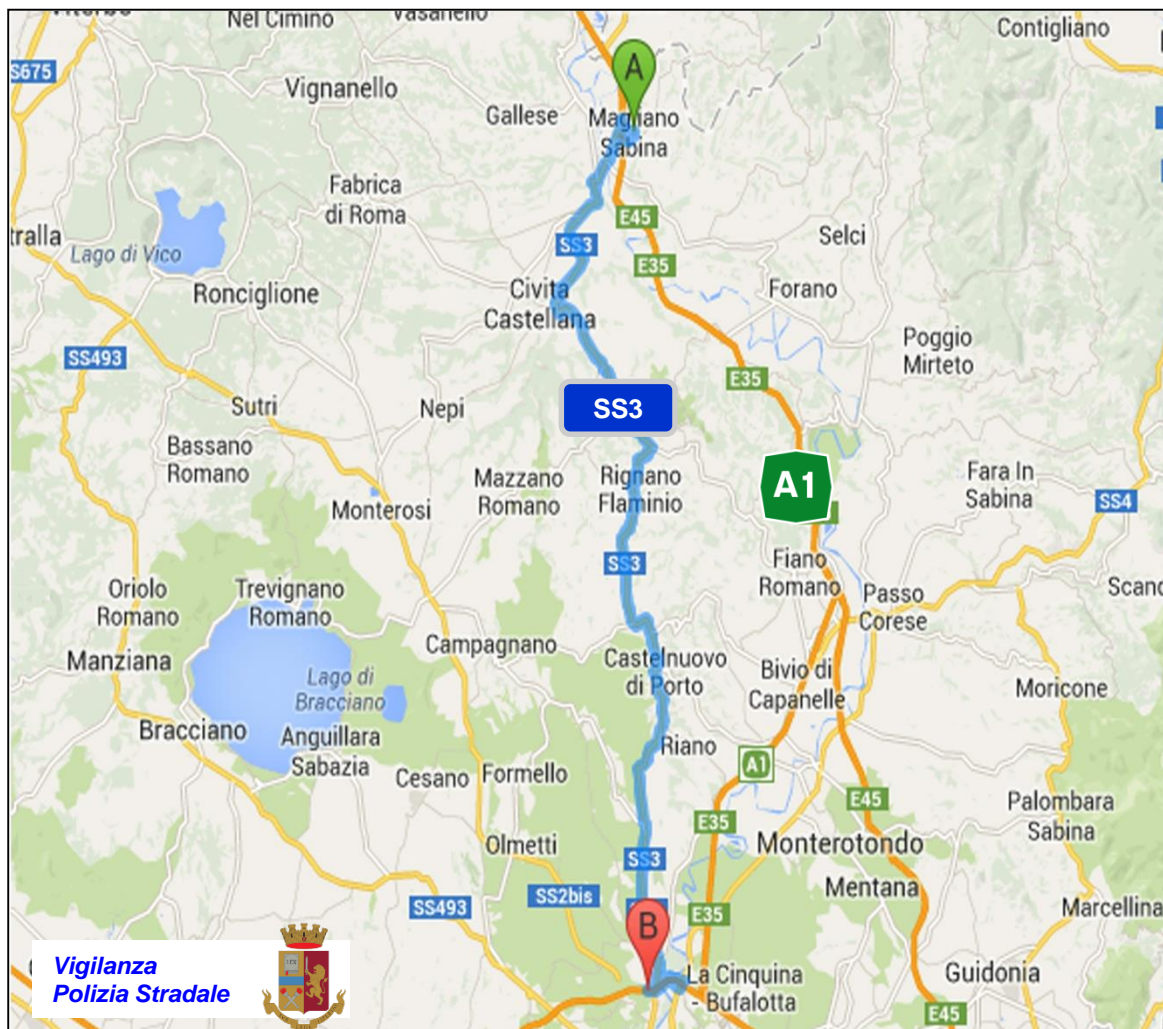 Nel Cimino
Vasanello
Contigliano
S675
Vignanello
A
Gallese
Magliano
Sabina
Fabrica
di Roma
E45
tralla
Lago di Vico
SS3
Selci
E35
Ronciglione
Civita
Castellana
Forano
SS493
Poggio
Mirteto
E35
Sutri
Nepi
SS3
Bassano
Romano
Mazzano
Romano
Rignano
Flaminio
A1
Fara In
Sabina
Monterosi
SS4
SS3
Fiano
Romano
Oriolo
Romano
Trevignano
Romano
Passo
Corese
Scand
Campagnano
Manziana
Castelnuovo
di Porto
Bivio di
Capanelle
Lago di
Bracciano
Moricone
Bracciano
Anguillara
Sabazia
Riano
Cesano
Formello
A1
E45
Palombara
Sabina
E35
Olmetti
Monterotondo
SS3
SS2bis
Mentana
SS493
B
E35
Marcellina
Vigilanza
Polizia Stradale
La Cinquina
- Bufalotta
Guidonia
E45